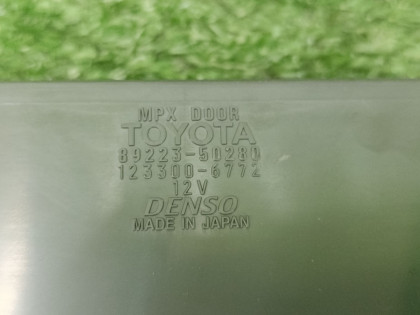 MPX DOOR
TOYOTA
89223-50280
123300-6772
12V
DENSO
MADE IN JAPAN